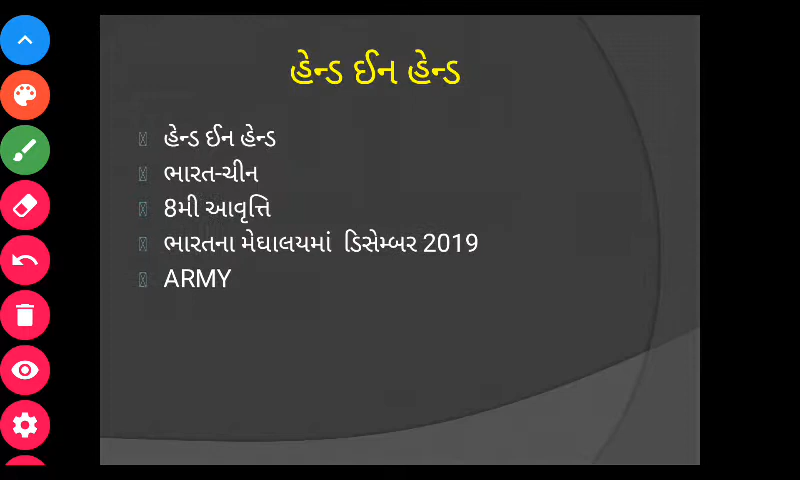 હેન્ડ ઈન હેન્ડ
હેન્ડ ઈન હેન્ડ
ભારત-ચીન
8મી આવૃત્તિ
ભારતના મેઘાલયમાં ડિસેમ્બર 2019
ARMY